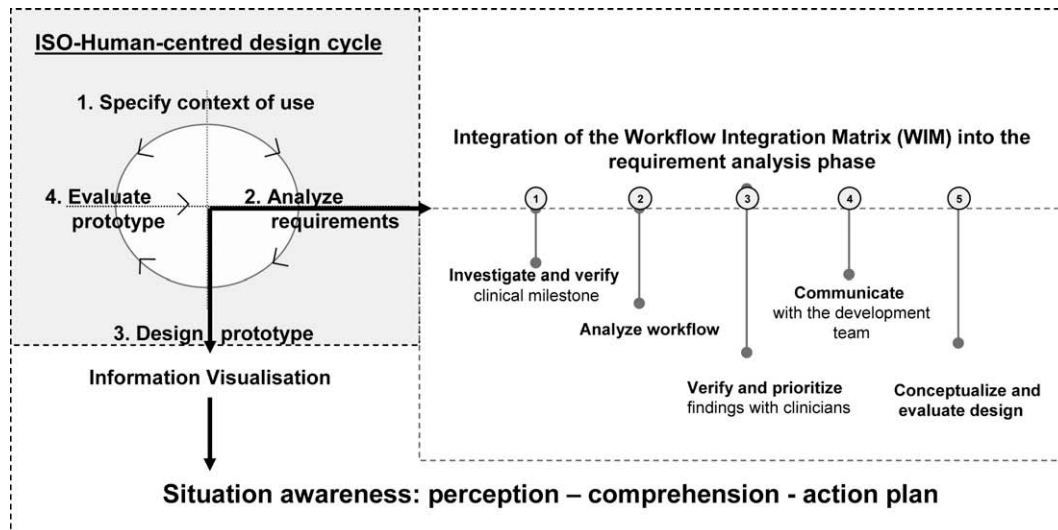 ISO-Human-centred design cycle
1. Specify context of use
4. Evaluate
prototype
2. Analyze
requirements
3. Design prototype
Information Visualisation
Integration of the Workflow Integration Matrix (WIM) into the
requirement analysis phase
1
2
3
4
5
Investigate and verify
clinical milestone
Analyze workflow
Verify and prioritize
findings with clinicians
Communicate
with the development
team
Conceptualize and
evaluate design
Situation awareness: perception – comprehension - action plan